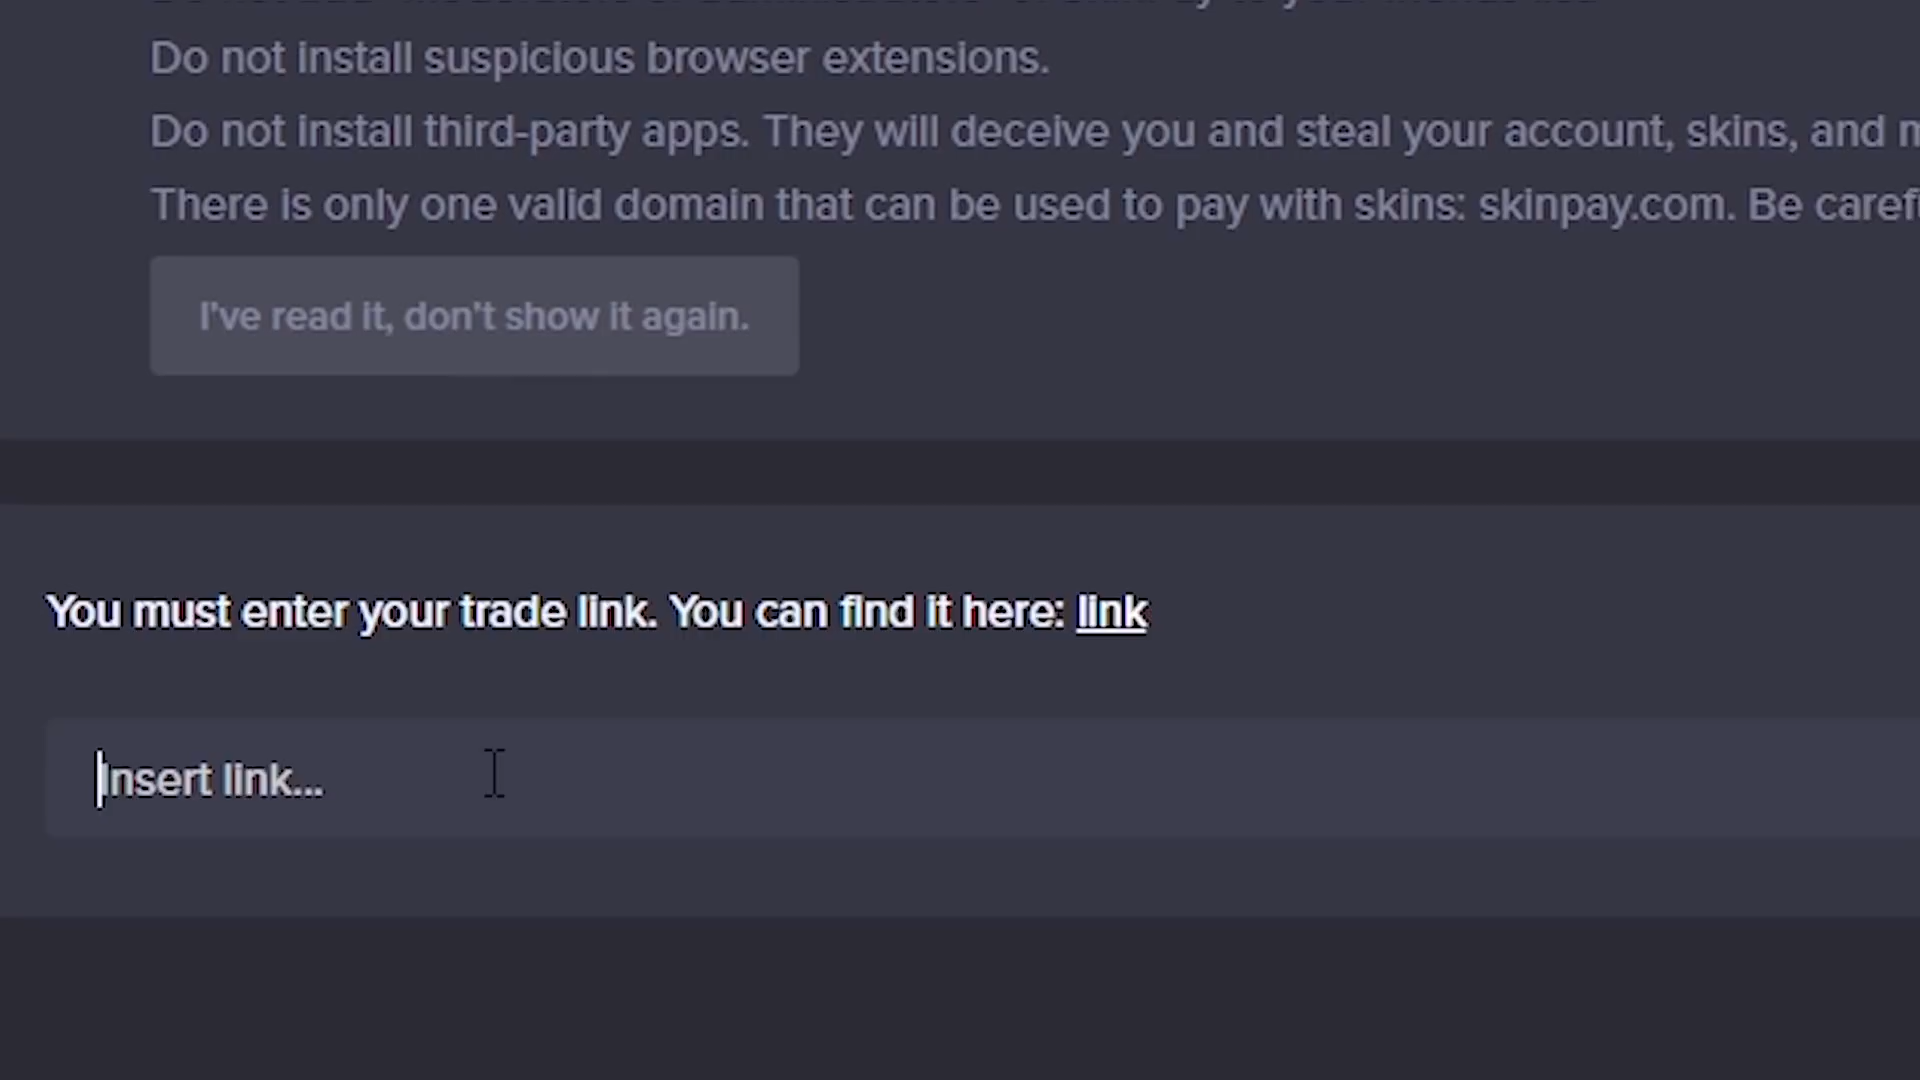 Do not install suspicious browser extensions.
Do not install third-party apps. They will deceive you and steal your account, skins, and
There is only one valid domain that can be used to pay with skins: skinpay.com. Be
I've read it, don't show it again.
You must enter your trade link. You can find it here: link
Insert link...